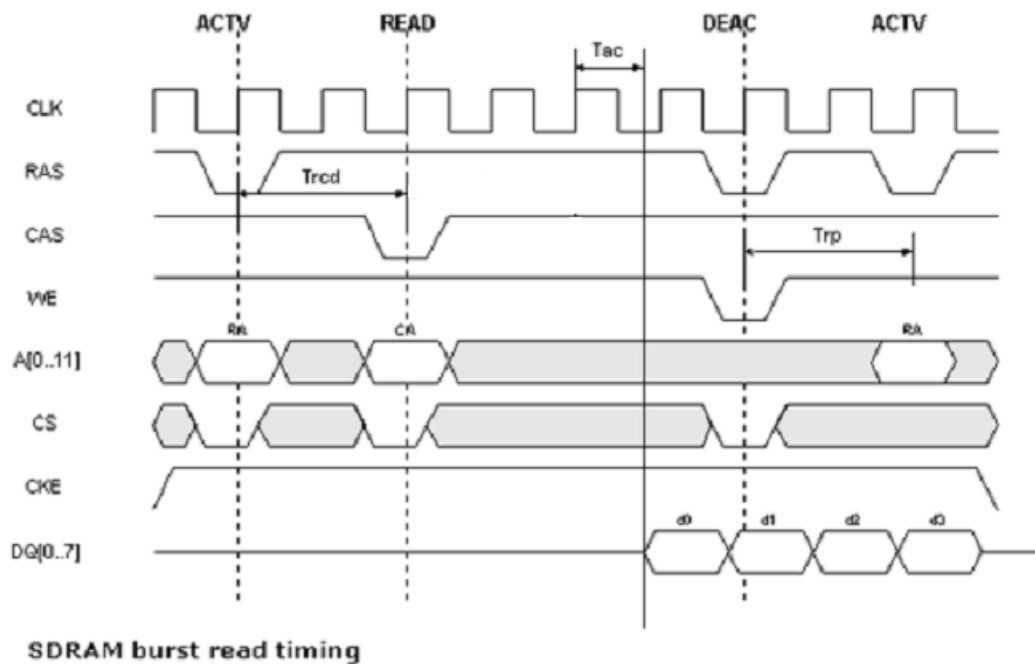 ACTV READ DEAC ACTV
Tac
CLK
RAS
Trcd
CAS
Trp
WE
RA CA RA
A[0..11]
CS
CKE
d0 d1 d2 d3
DQ[0..7]
SDRAM burst read timing